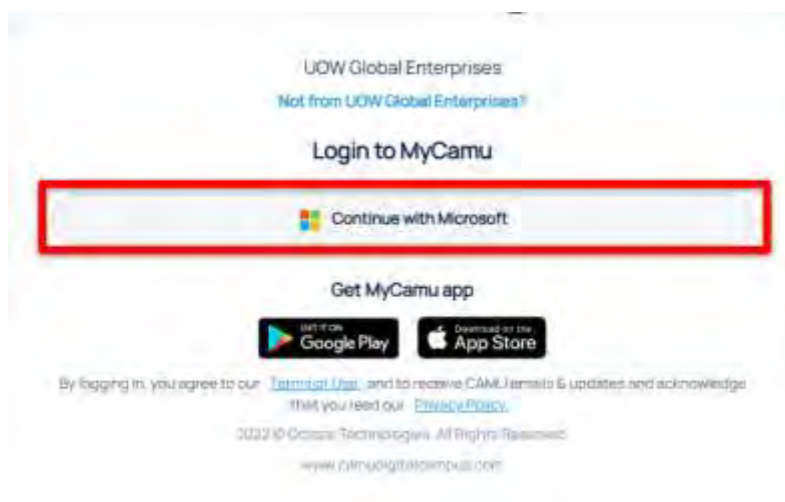 UOW Global Enterprises
Not from UOW Global Enterprises?
Login to MyCamu
Continue with Microsoft
Get MyCamu app
GET IT ON
Google Play
Download on the
App Store
By logging in, you agree to our Terms of Use and to receive CAMU emails & updates and acknowledge
that you read our Privacy Policy.
2022 © Octoze Technologies. All Rights Reserved
www.camudigitalcampus.com